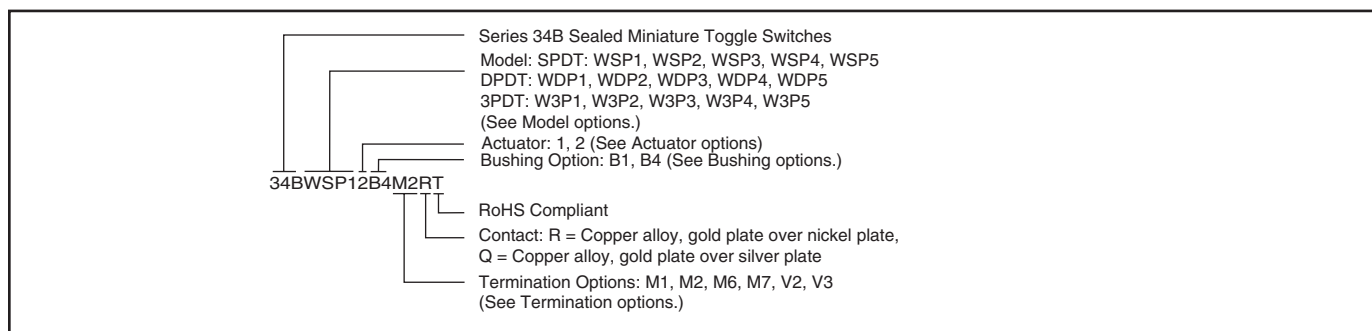 Series 34B Sealed Miniature Toggle Switches
Model: SPDT: WSP1, WSP2, WSP3, WSP4, WSP5
DPDT: WDP1, WDP2, WDP3, WDP4, WDP5
3PDT: W3P1, W3P2, W3P3, W3P4, W3P5
(See Model options.)
Actuator: 1, 2 (See Actuator options)
Bushing Option: B1, B4 (See Bushing options.)
34BWSP12B4M2RT
RoHS Compliant
Contact: R = Copper alloy, gold plate over nickel plate,
Q = Copper alloy, gold plate over silver plate
Termination Options: M1, M2, M6, M7, V2, V3
(See Termination options.)